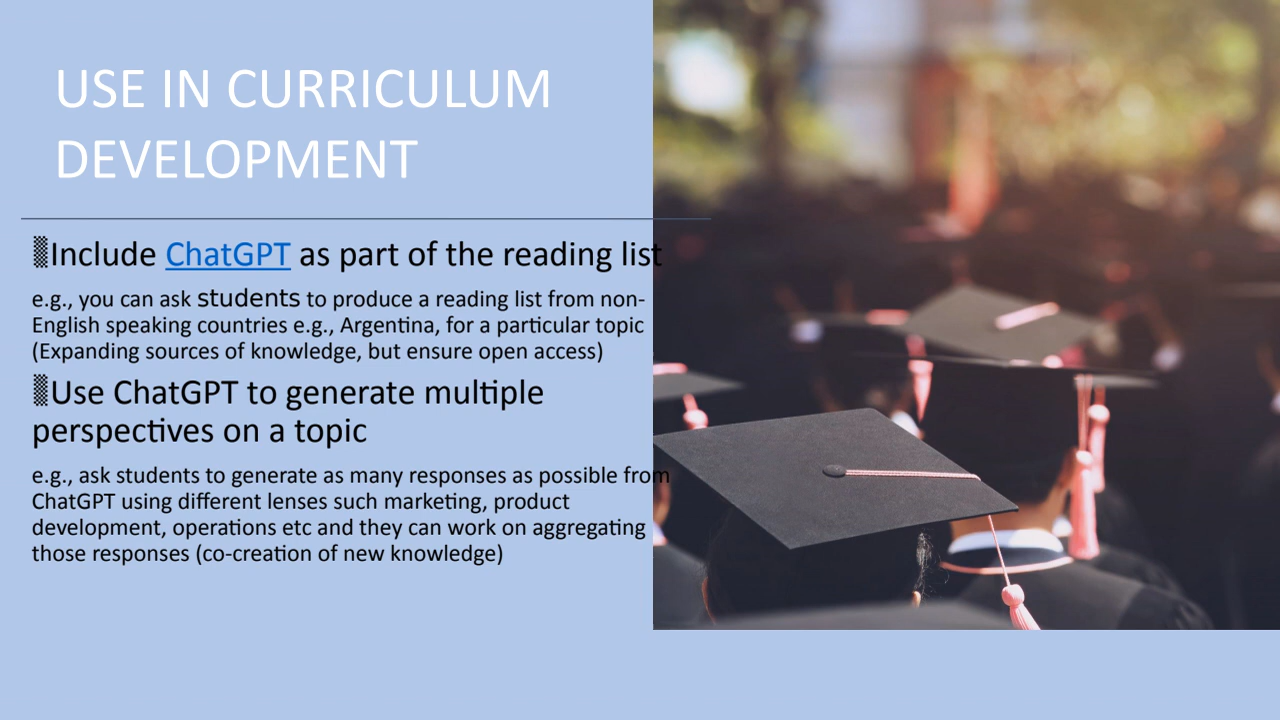 USE IN CURRICULUM
DEVELOPMENT
▒Include ChatGPT as part of the reading list
e.g., you can ask students to produce a reading list from non-
English speaking countries e.g., Argentina, for a particular topic
(Expanding sources of knowledge, but ensure open access)
▒Use ChatGPT to generate multiple
perspectives on a topic
e.g., ask students to generate as many responses as possible from
ChatGPT using different lenses such marketing, product
development, operations etc and they can work on aggregating
those responses (co-creation of new knowledge)